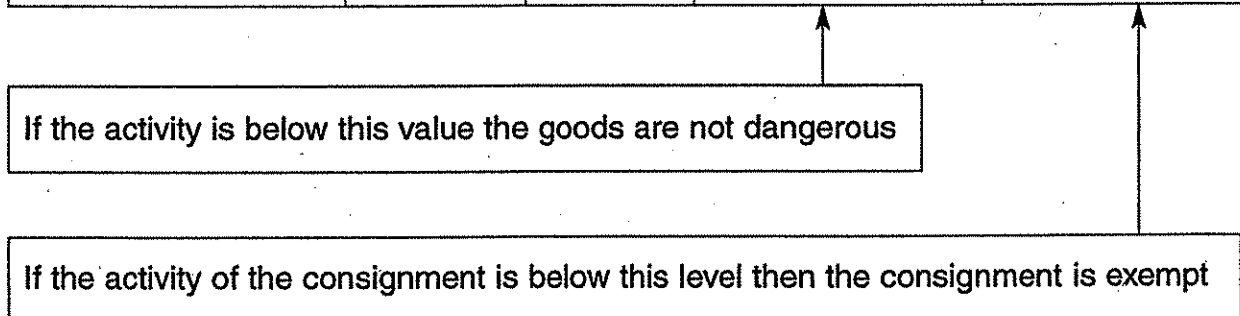 If the activity is below this value the goods are not dangerous
If the activity of the consignment is below this level then the consignment is exempt